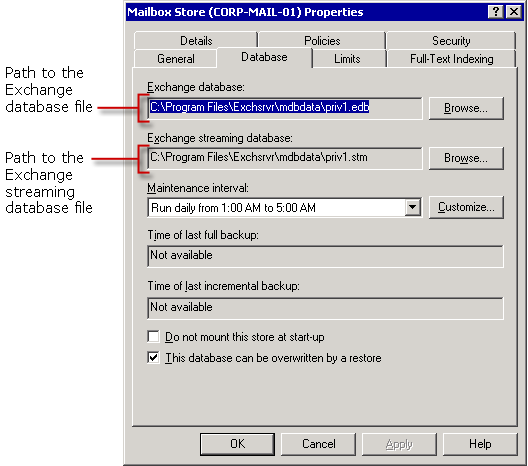 Mailbox Store (CORP-MAIL-01) Properties
Details Policies Security
General Database Limits Full-Text Indexing
Path to the
Exchange
database file
Exchange database:
C:\Program Files\Exchsrvr\mdbdata\priv1.edb
Browse...
Path to the
Exchange
streaming
database file
Exchange streaming database:
C:\Program Files\Exchsrvr\mdbdata\priv1.stm
Browse...
Maintenance interval:
Run daily from 1:00 AM to 5:00 AM
Customize...
Time of last full backup:
Not available
Time of last incremental backup:
Not available
Do not mount this store at start-up
This database can be overwritten by a restore
OK Cancel Apply Help